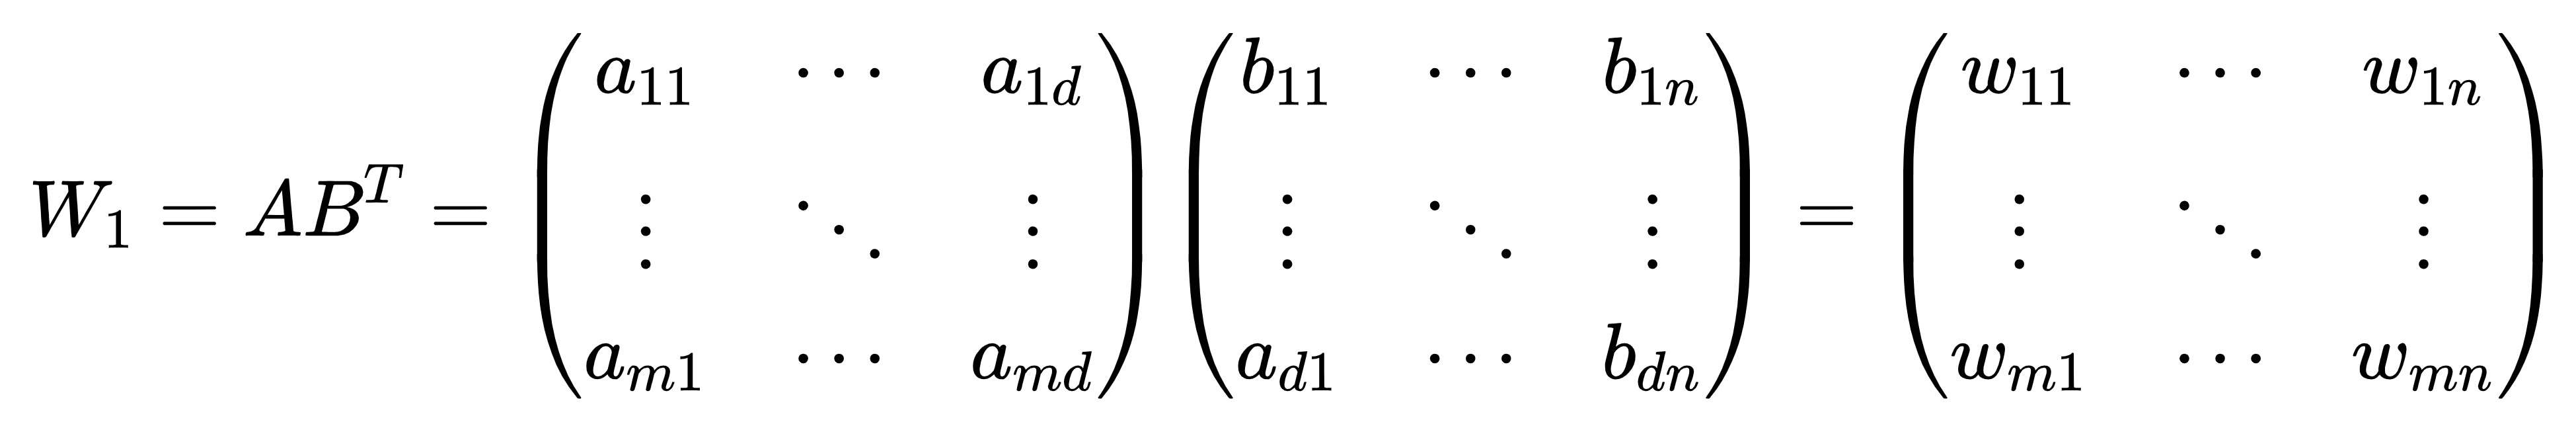 $W_1 = AB^T = \begin{pmatrix} a_{11} & \cdots & a_{1d} \\ \vdots & \ddots & \vdots \\ a_{m1} & \cdots & a_{md} \end{pmatrix} \begin{pmatrix} b_{11} & \cdots & b_{1n} \\ \vdots & \ddots & \vdots \\ a_{d1} & \cdots & b_{dn} \end{pmatrix} = \begin{pmatrix} w_{11} & \cdots & w_{1n} \\ \vdots & \ddots & \vdots \\ w_{m1} & \cdots & w_{mn} \end{pmatrix}$